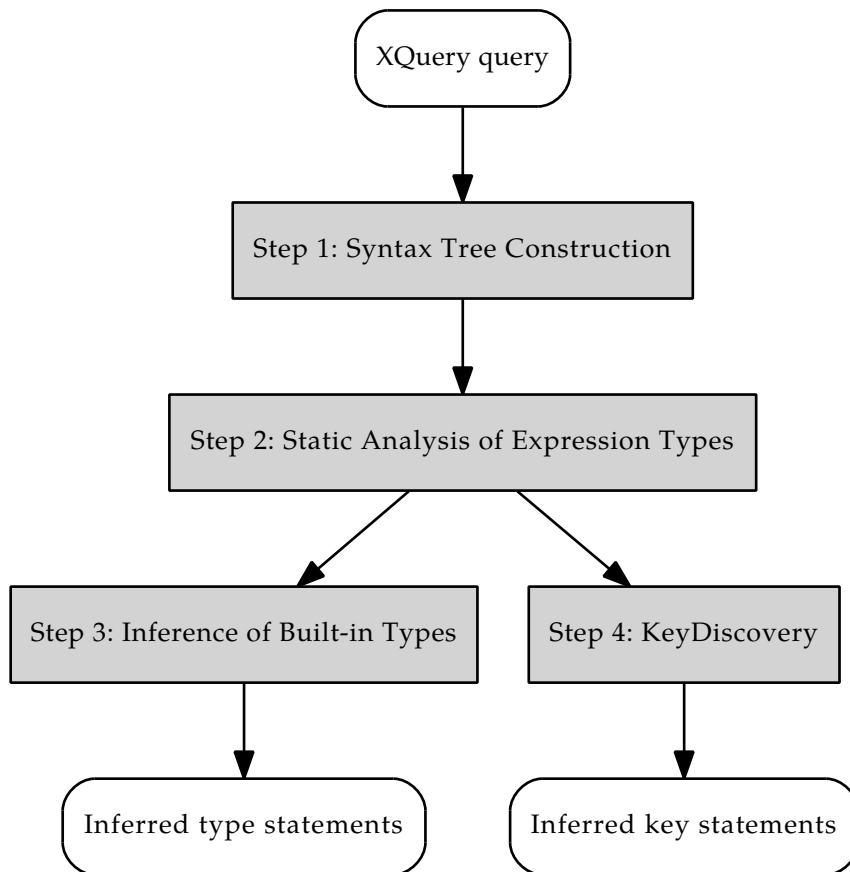 XQuery query
Step 1: Syntax Tree Construction
Step 2: Static Analysis of Expression Types
Step 3: Inference of Built-in Types
Step 4: KeyDiscovery
Inferred type statements
Inferred key statements